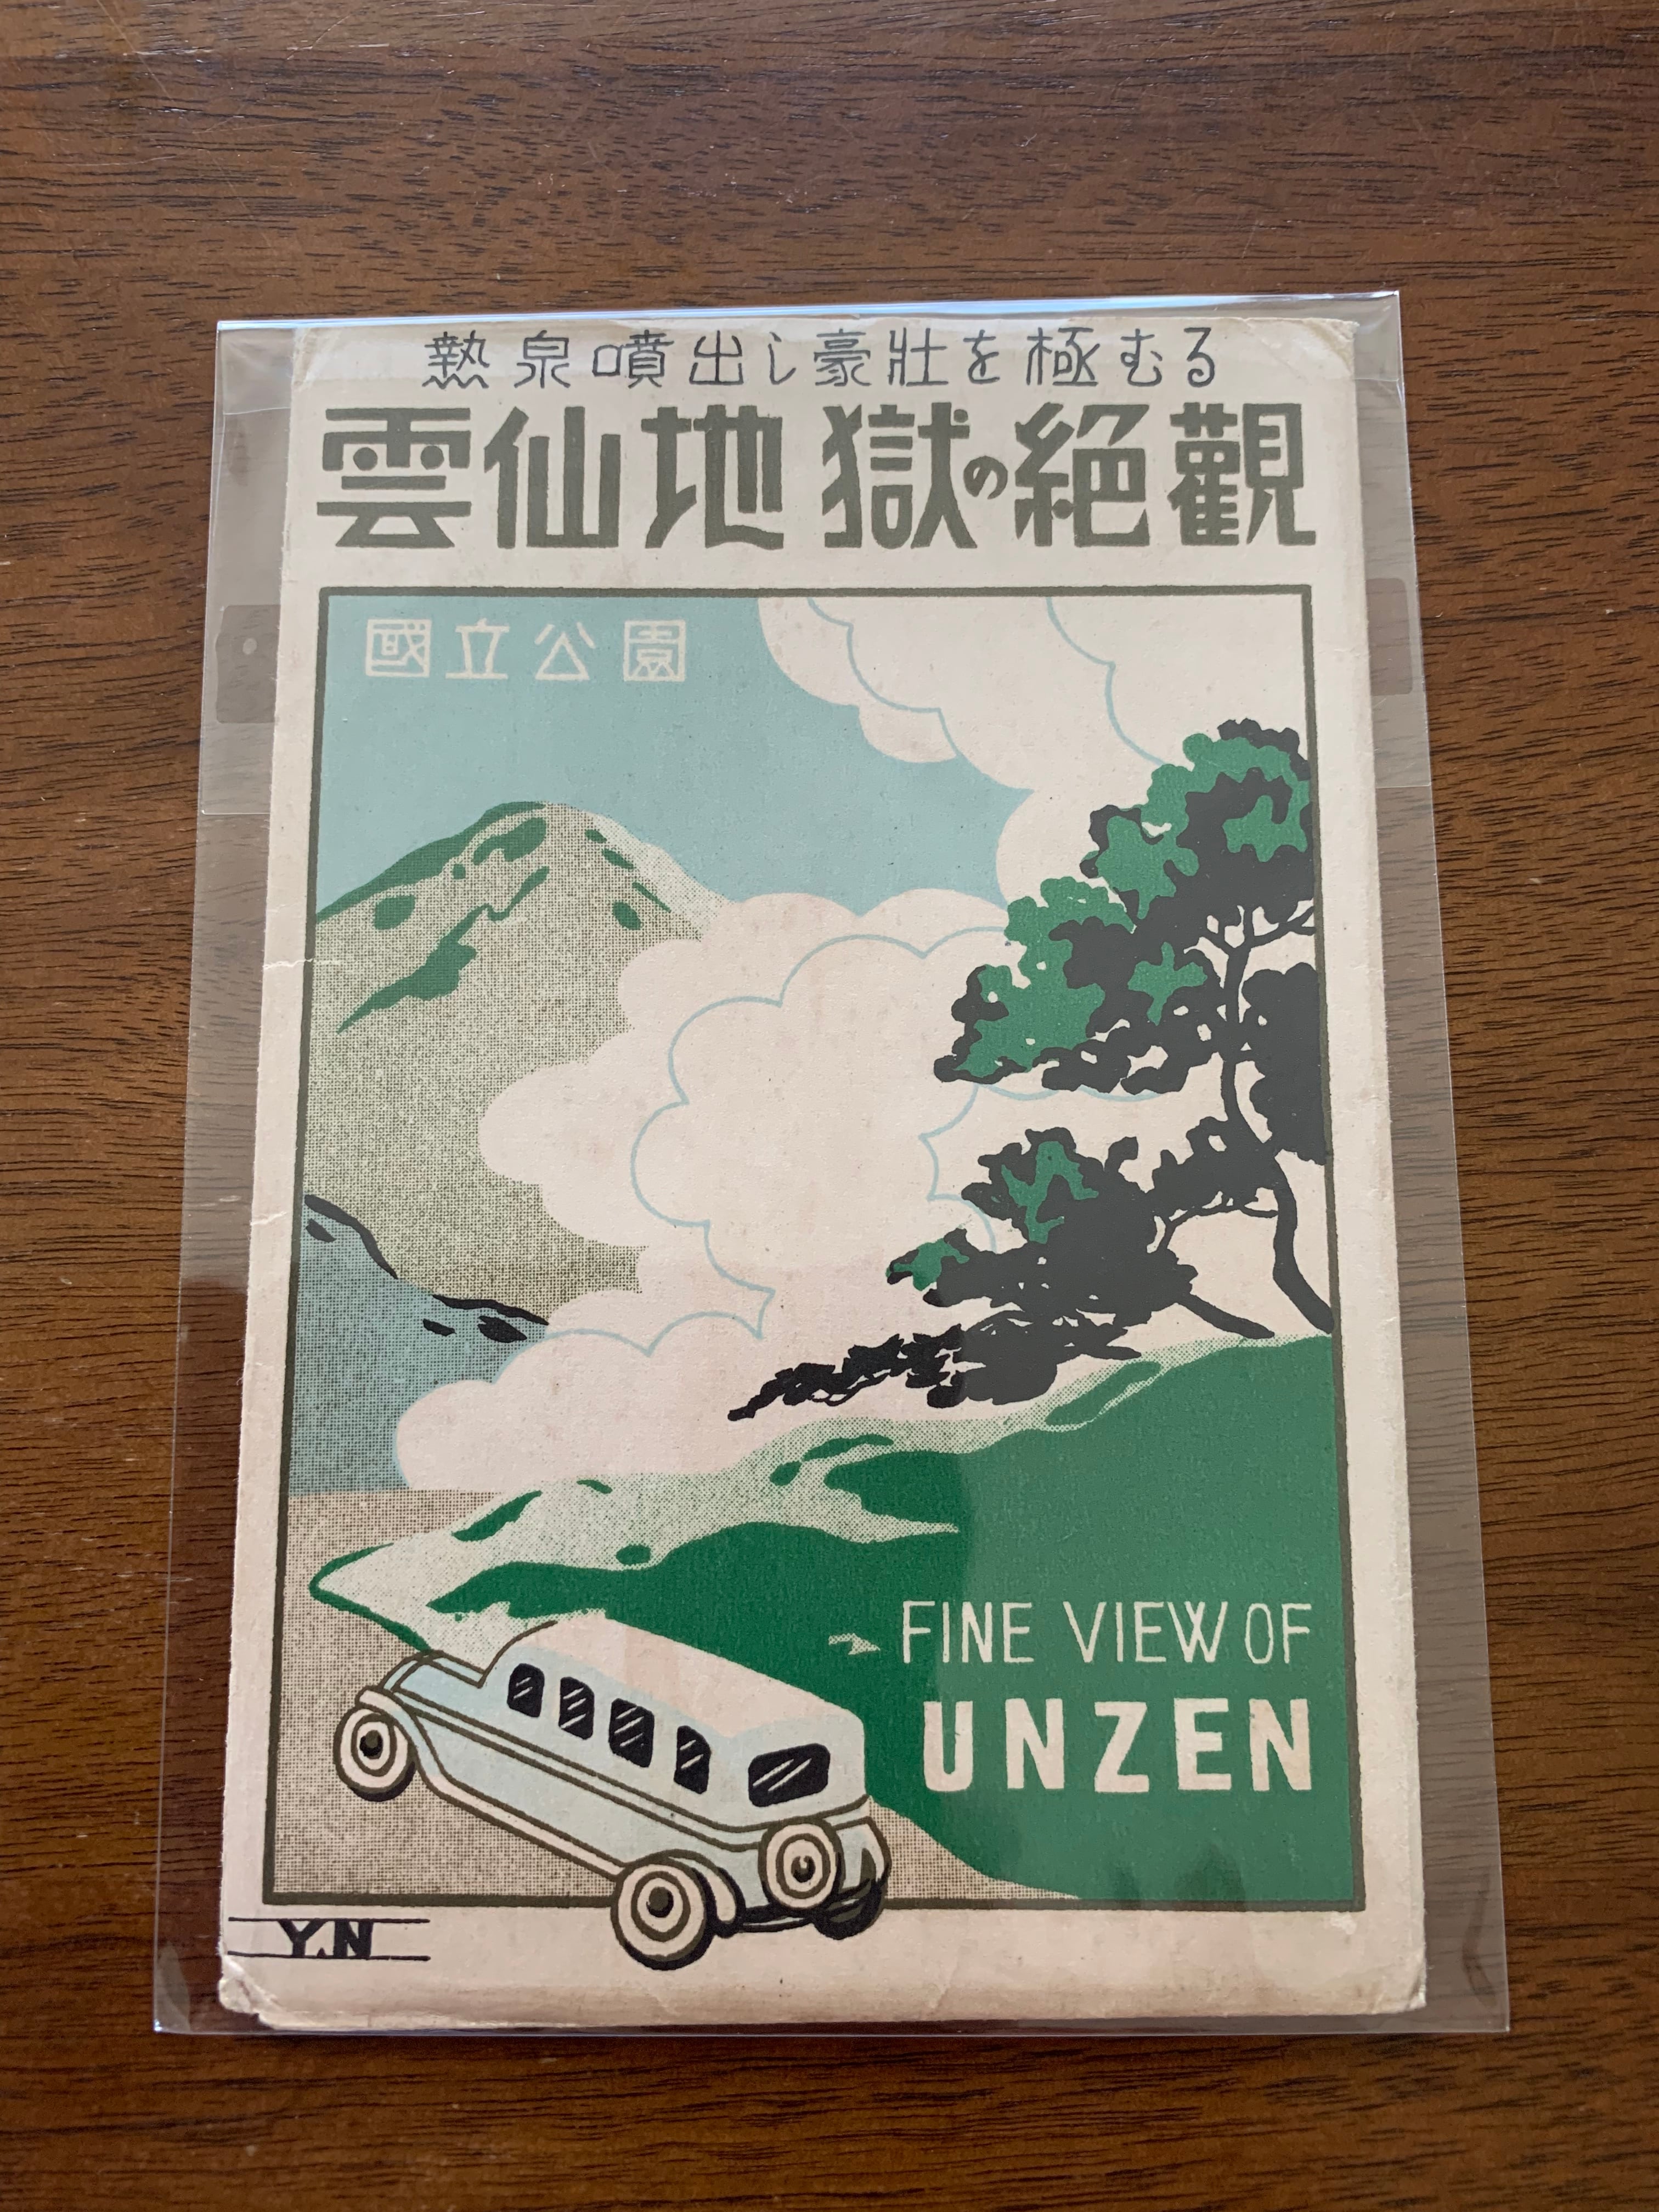 熱泉噴出し豪壯を極むる
雲仙地獄の絶觀
國立公園
FINE VIEW OF
UNZEN
Y.N